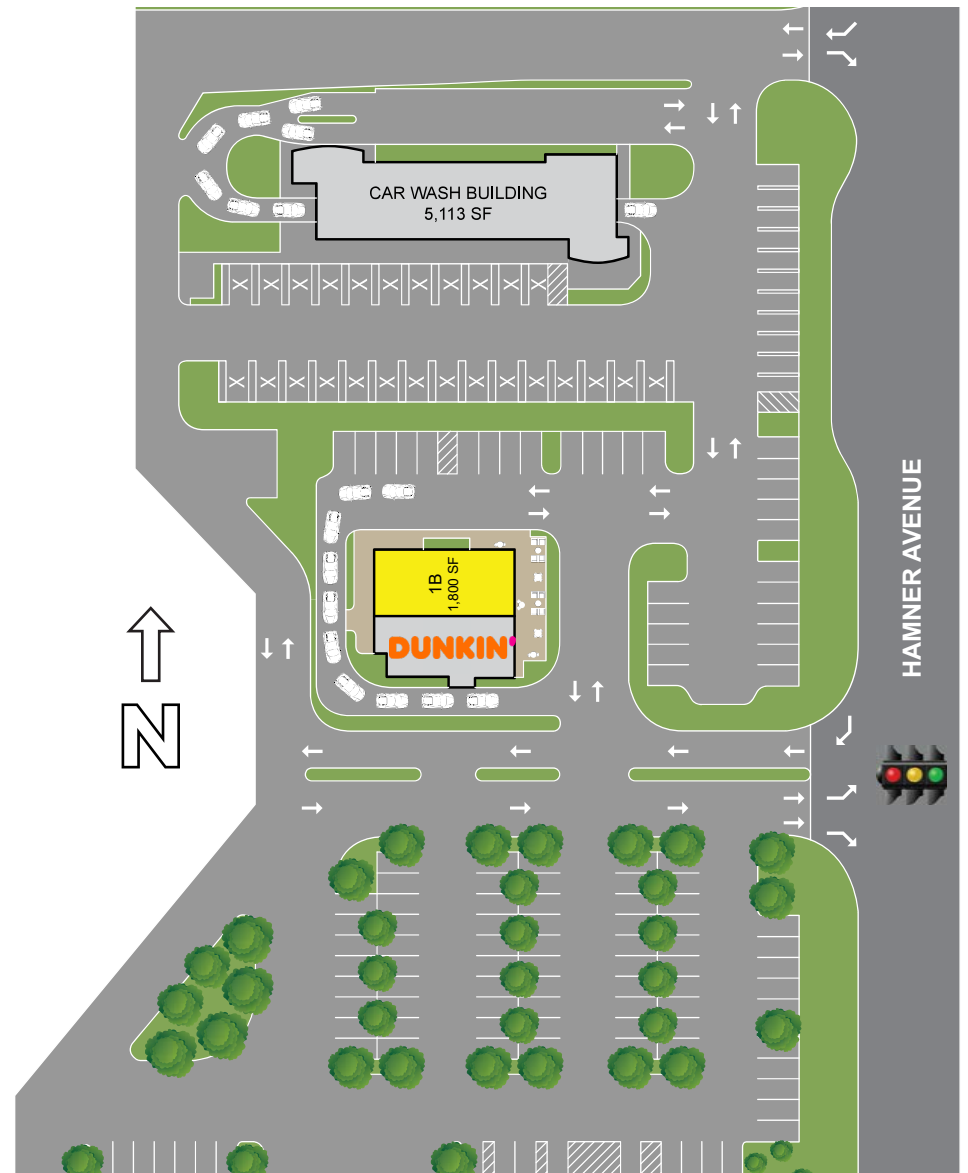 CAR WASH BUILDING
5,113 SF
HAMNER AVENUE
1B
1,800 SF
DUNKIN'
N